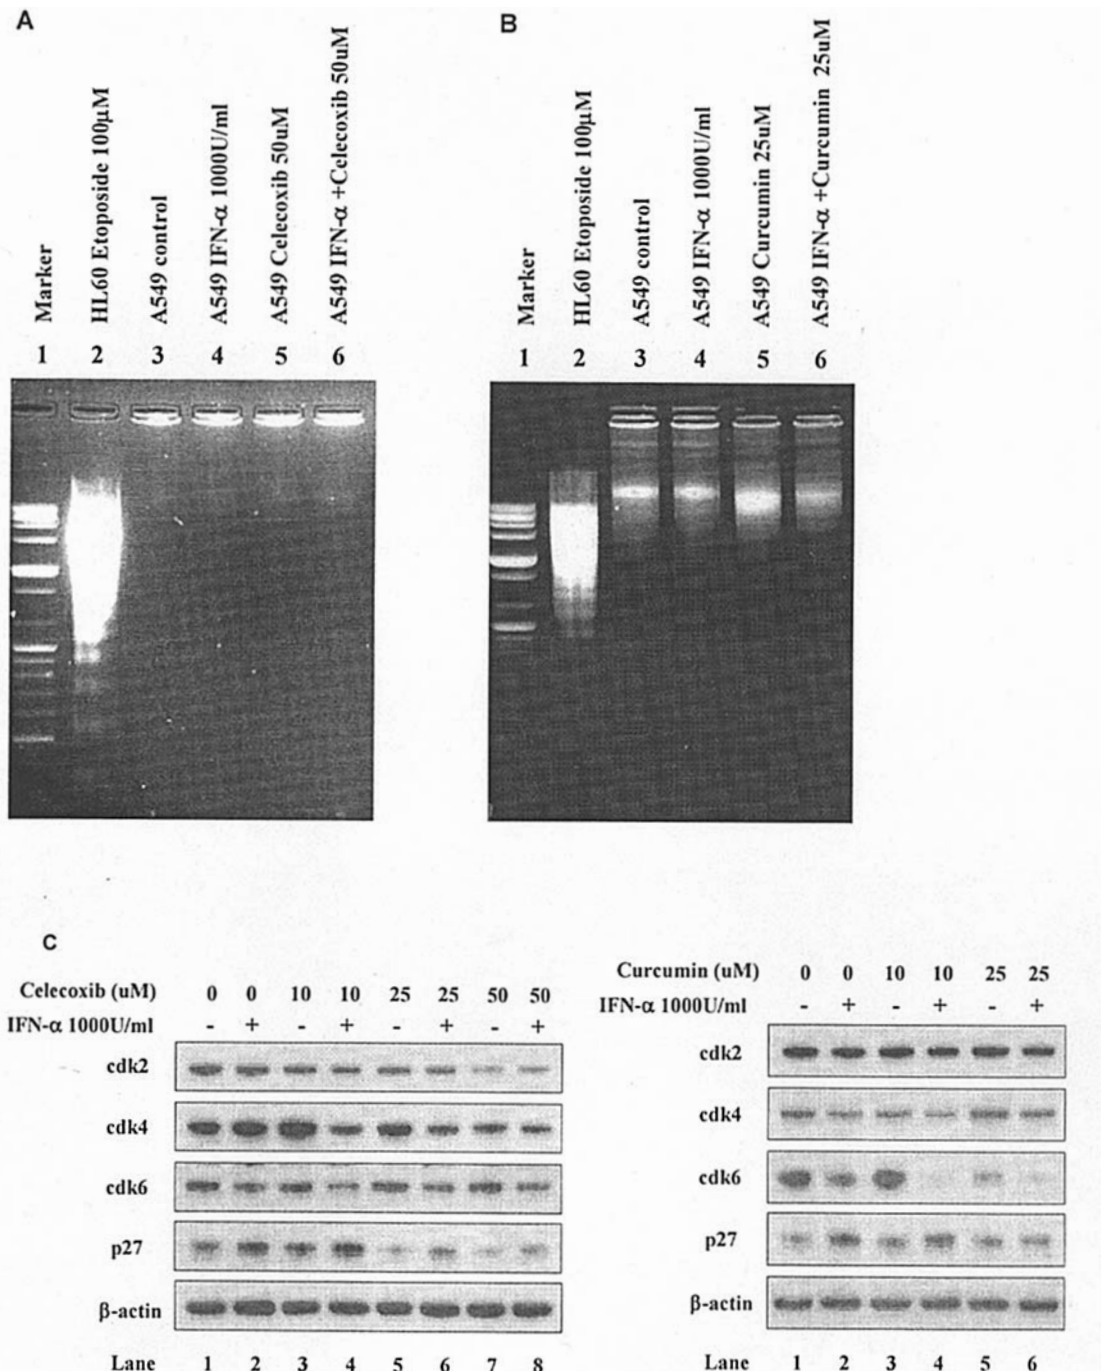 A
Marker
HL60 Etoposide 100μM
A549 control
A549 IFN-α 1000U/ml
A549 Celecoxib 50uM
A549 IFN-α +Celecoxib 50uM
1 2 3 4 5 6
B
Marker
HL60 Etoposide 100μM
A549 control
A549 IFN-α 1000U/ml
A549 Curcumin 25uM
A549 IFN-α +Curcumin 25uM
1 2 3 4 5 6
C
Celecoxib (uM) 0 0 10 10 25 25 50 50
IFN-α 1000U/ml - + - + - + - +
cdk2
cdk4
cdk6
p27
β-actin
Lane 1 2 3 4 5 6 7 8
Curcumin (uM) 0 0 10 10 25 25
IFN-α 1000U/ml - + - + - +
cdk2
cdk4
cdk6
p27
β-actin
Lane 1 2 3 4 5 6